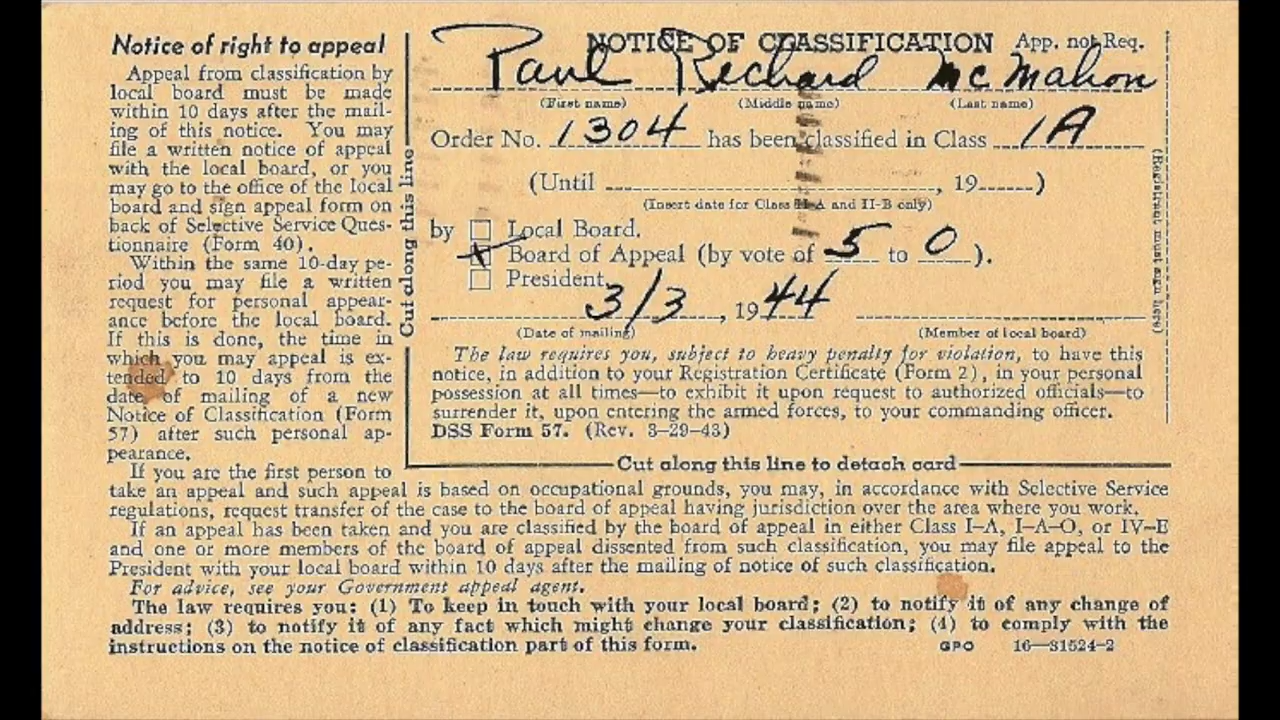 Notice of right to appeal
Appeal from classification by
local board must be made
within 10 days after the mail-
ing of this notice. You may
file a written notice of appeal
with the local board, or you
may go to the office of the local
board and sign appeal form on
back of Selective Service Ques-
tionnaire (Form 40).
Within the same 10-day pe-
riod you may file a written
request for personal appear-
ance before the local board.
If this is done, the time in
which you may appeal is ex-
tended to 10 days from the
date of mailing of a new
Notice of Classification (Form
57) after such personal ap-
pearance.
If you are the first person to
Cut along this line
NOTICE OF CLASSIFICATION App. not Req.
Paul Richard McMahon
(First name) (Middle name) (Last name)
Order No. 1304 has been classified in Class 1A
(Until , 19 )
(Insert date for Class II-A and II-B only)
by Local Board.
Board of Appeal (by vote of 5 to 0).
President
3/3, 1944
(Date of mailing) (Member of local board)
The law requires you, subject to heavy penalty for violation, to have this
notice, in addition to your Registration Certificate (Form 2), in your personal
possession at all times—to exhibit it upon request to authorized officials—to
surrender it, upon entering the armed forces, to your commanding officer.
DSS Form 57. (Rev. 3-29-43)
(Registrant must sign here)
Cut along this line to detach card
take an appeal and such appeal is based on occupational grounds, you may, in accordance with Selective Service
regulations, request transfer of the case to the board of appeal having jurisdiction over the area where you work.
If an appeal has been taken and you are classified by the board of appeal in either Class I-A, I-A-O, or IV-E
and one or more members of the board of appeal dissented from such classification, you may file appeal to the
President with your local board within 10 days after the mailing of notice of such classification.
For advice, see your Government appeal agent.
The law requires you: (1) To keep in touch with your local board; (2) to notify it of any change of
address; (3) to notify it of any fact which might change your classification; (4) to comply with the
instructions on the notice of classification part of this form.
GPO 16—31524-2